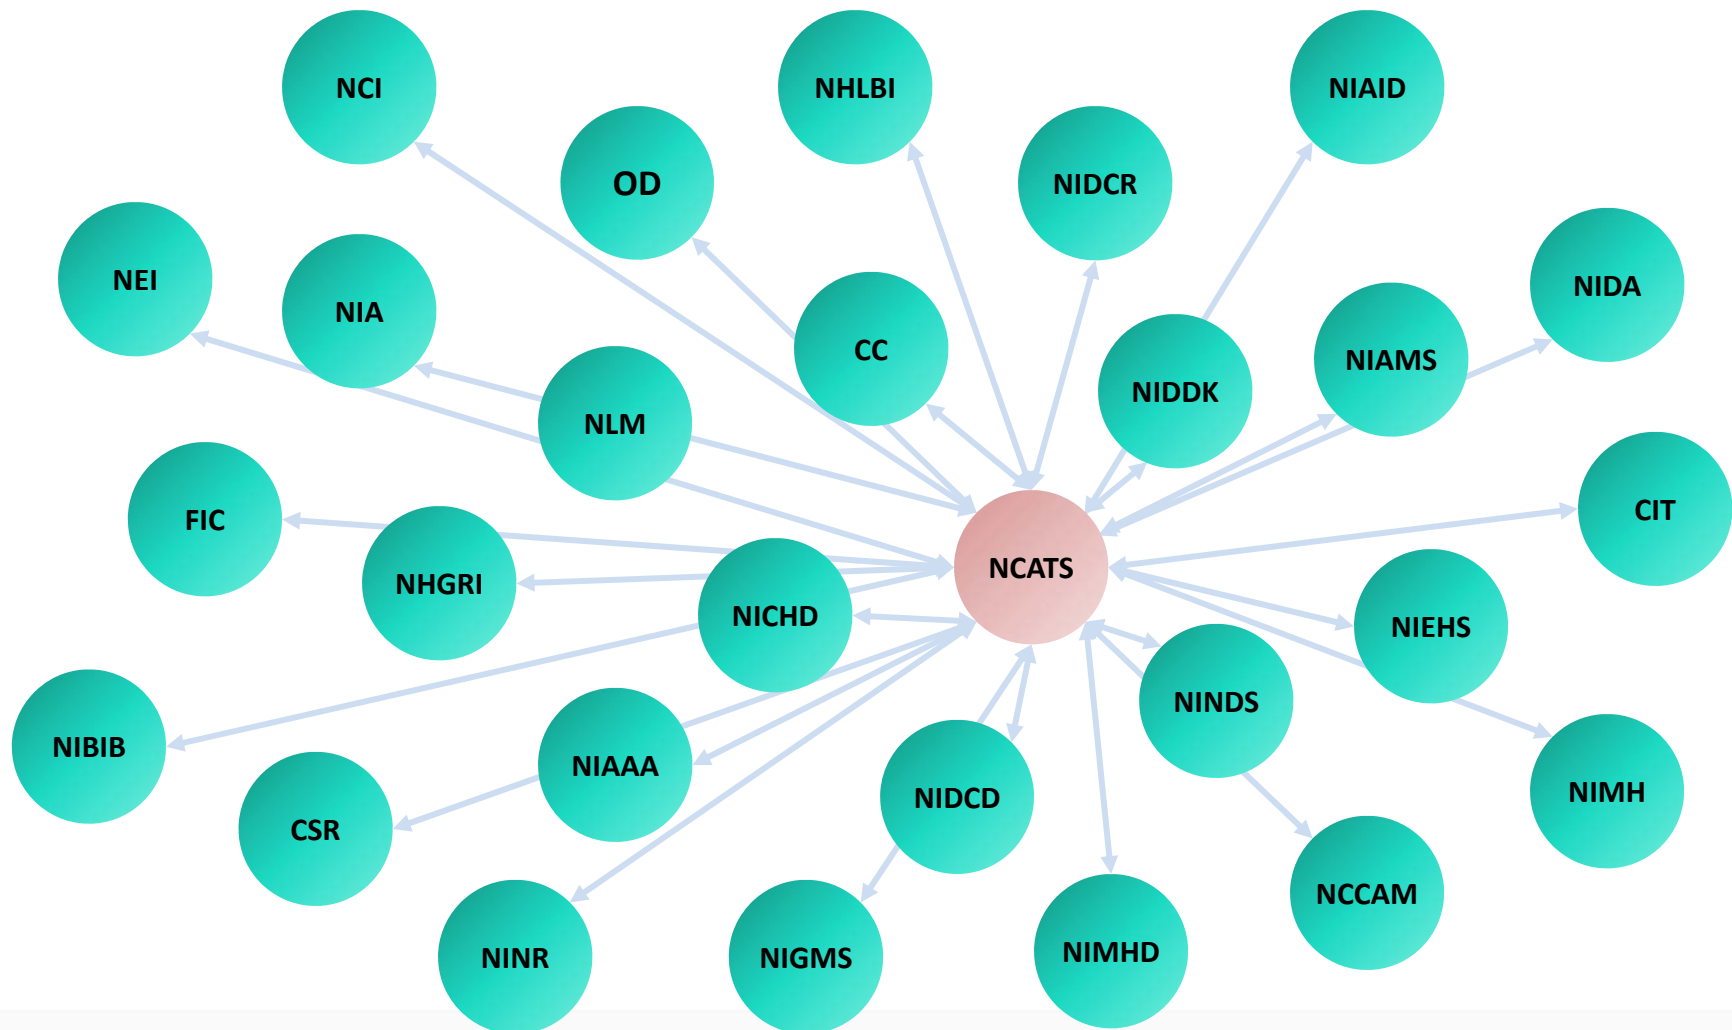 NCI
NHLBI
NIAID
OD
NIDCR
NEI
NIA
CC
NIDA
NIAMS
NIDDK
NLM
FIC
CIT
NCATS
NHGRI
NICHD
NIEHS
NINDS
NIBIB
NIAAA
NIDCD
NIMH
CSR
NCCAM
NINR
NIGMS
NIMHD